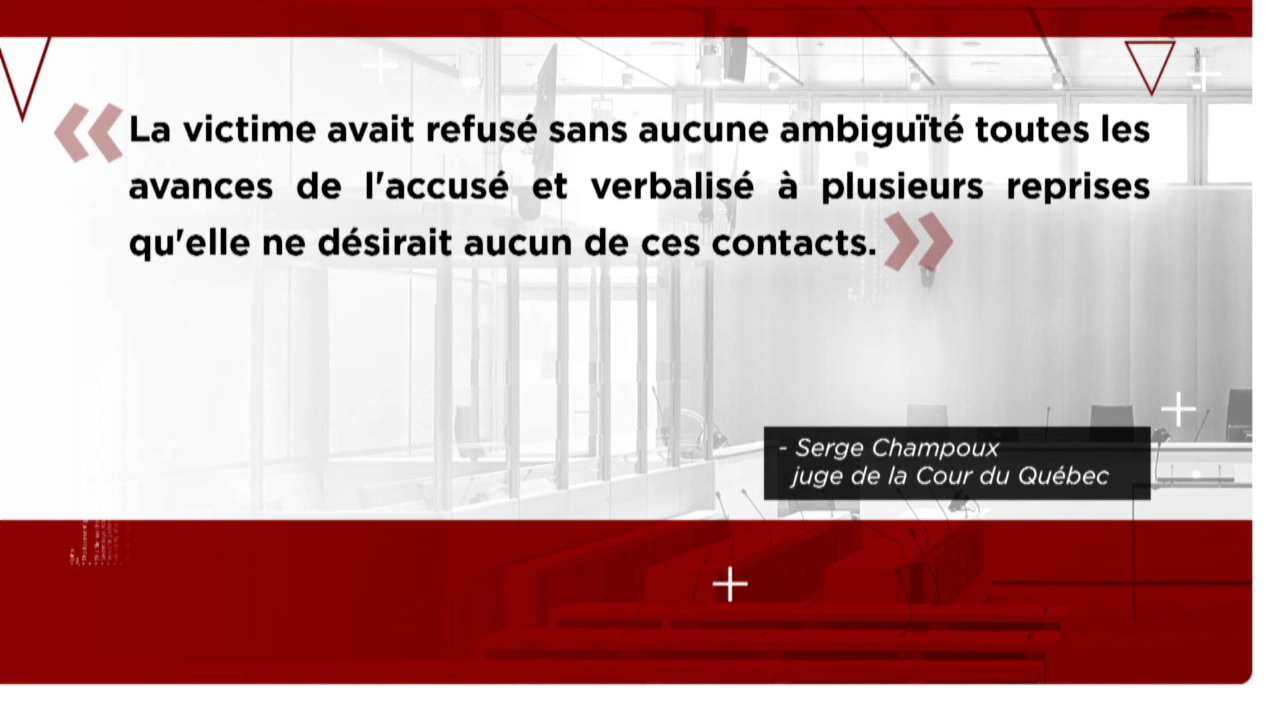 « La victime avait refusé sans aucune ambiguïté toutes les
avances de l'accusé et verbalisé à plusieurs reprises
qu'elle ne désirait aucun de ces contacts. »
- Serge Champoux
juge de la Cour du Québec